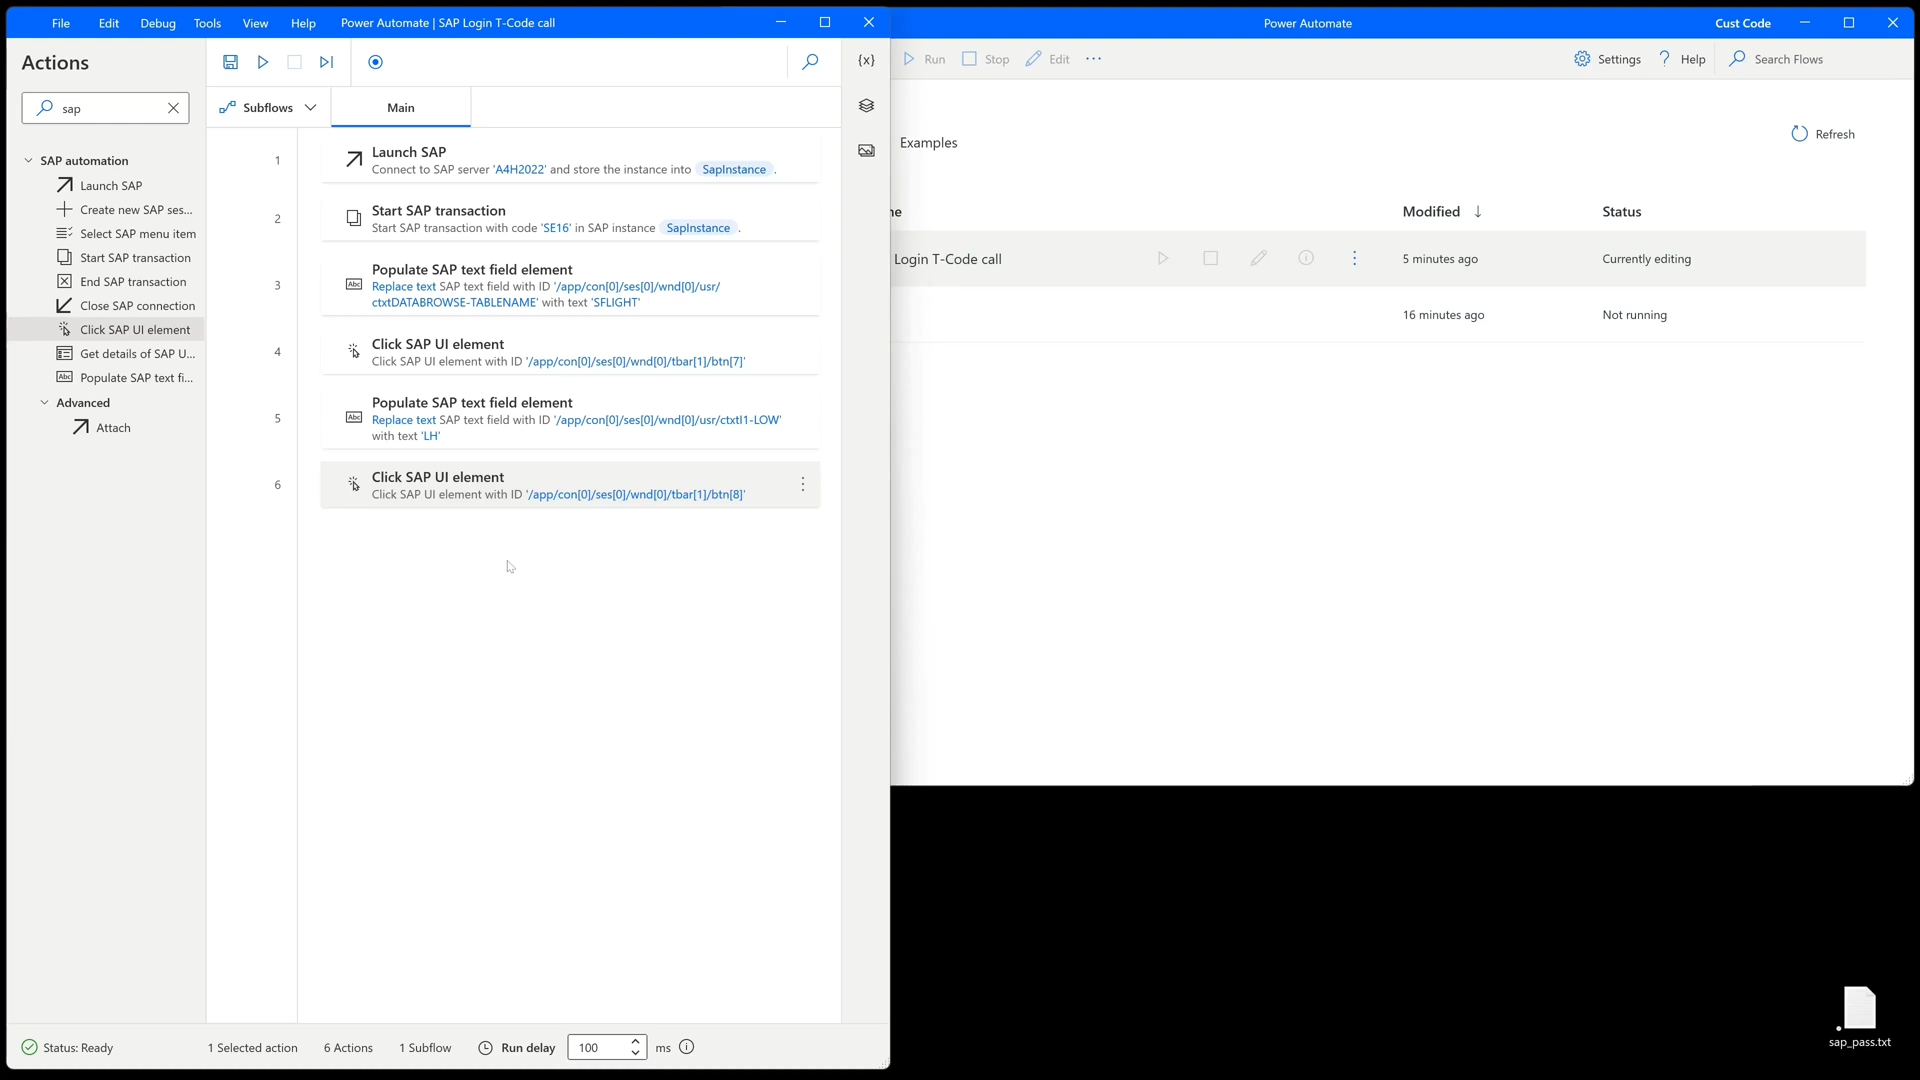 File Edit Debug Tools View Help Power Automate | SAP Login T-Code call
Power Automate
Cust Code
Actions
sap
SAP automation
Launch SAP
Create new SAP ses...
Select SAP menu item
Start SAP transaction
End SAP transaction
Close SAP connection
Click SAP UI element
Get details of SAP U...
Populate SAP text fi...
Advanced
Attach
Subflows
Main
{x}
1
Launch SAP
Connect to SAP server 'A4H2022' and store the instance into SapInstance .
2
Start SAP transaction
Start SAP transaction with code 'SE16' in SAP instance SapInstance .
3
Populate SAP text field element
Replace text SAP text field with ID '/app/con[0]/ses[0]/wnd[0]/usr/
ctxtDATABROWSE-TABLENAME' with text 'SFLIGHT'
4
Click SAP UI element
Click SAP UI element with ID '/app/con[0]/ses[0]/wnd[0]/tbar[1]/btn[7]'
5
Populate SAP text field element
Replace text SAP text field with ID '/app/con[0]/ses[0]/wnd[0]/usr/ctxtI1-LOW'
with text 'LH'
6
Click SAP UI element
Click SAP UI element with ID '/app/con[0]/ses[0]/wnd[0]/tbar[1]/btn[8]'
Status: Ready
1 Selected action
6 Actions
1 Subflow
Run delay
100
ms
Run
Stop
Edit
Settings
Help
Search Flows
Examples
Refresh
ne
Modified
Status
Login T-Code call
5 minutes ago
Currently editing
16 minutes ago
Not running
sap_pass.txt